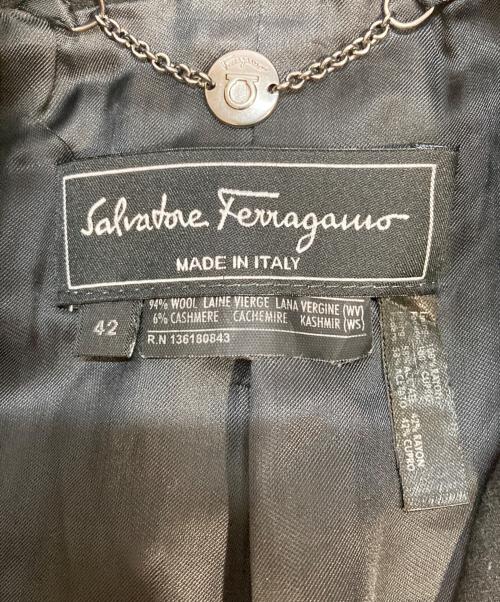 Salvatore Ferragamo
MADE IN ITALY
42
94% WOOL LAINE VIERGE LANA VERGINE (WV)
6% CASHMERE CACHEMIRE KASHMIR (WS)
R.N 136180843